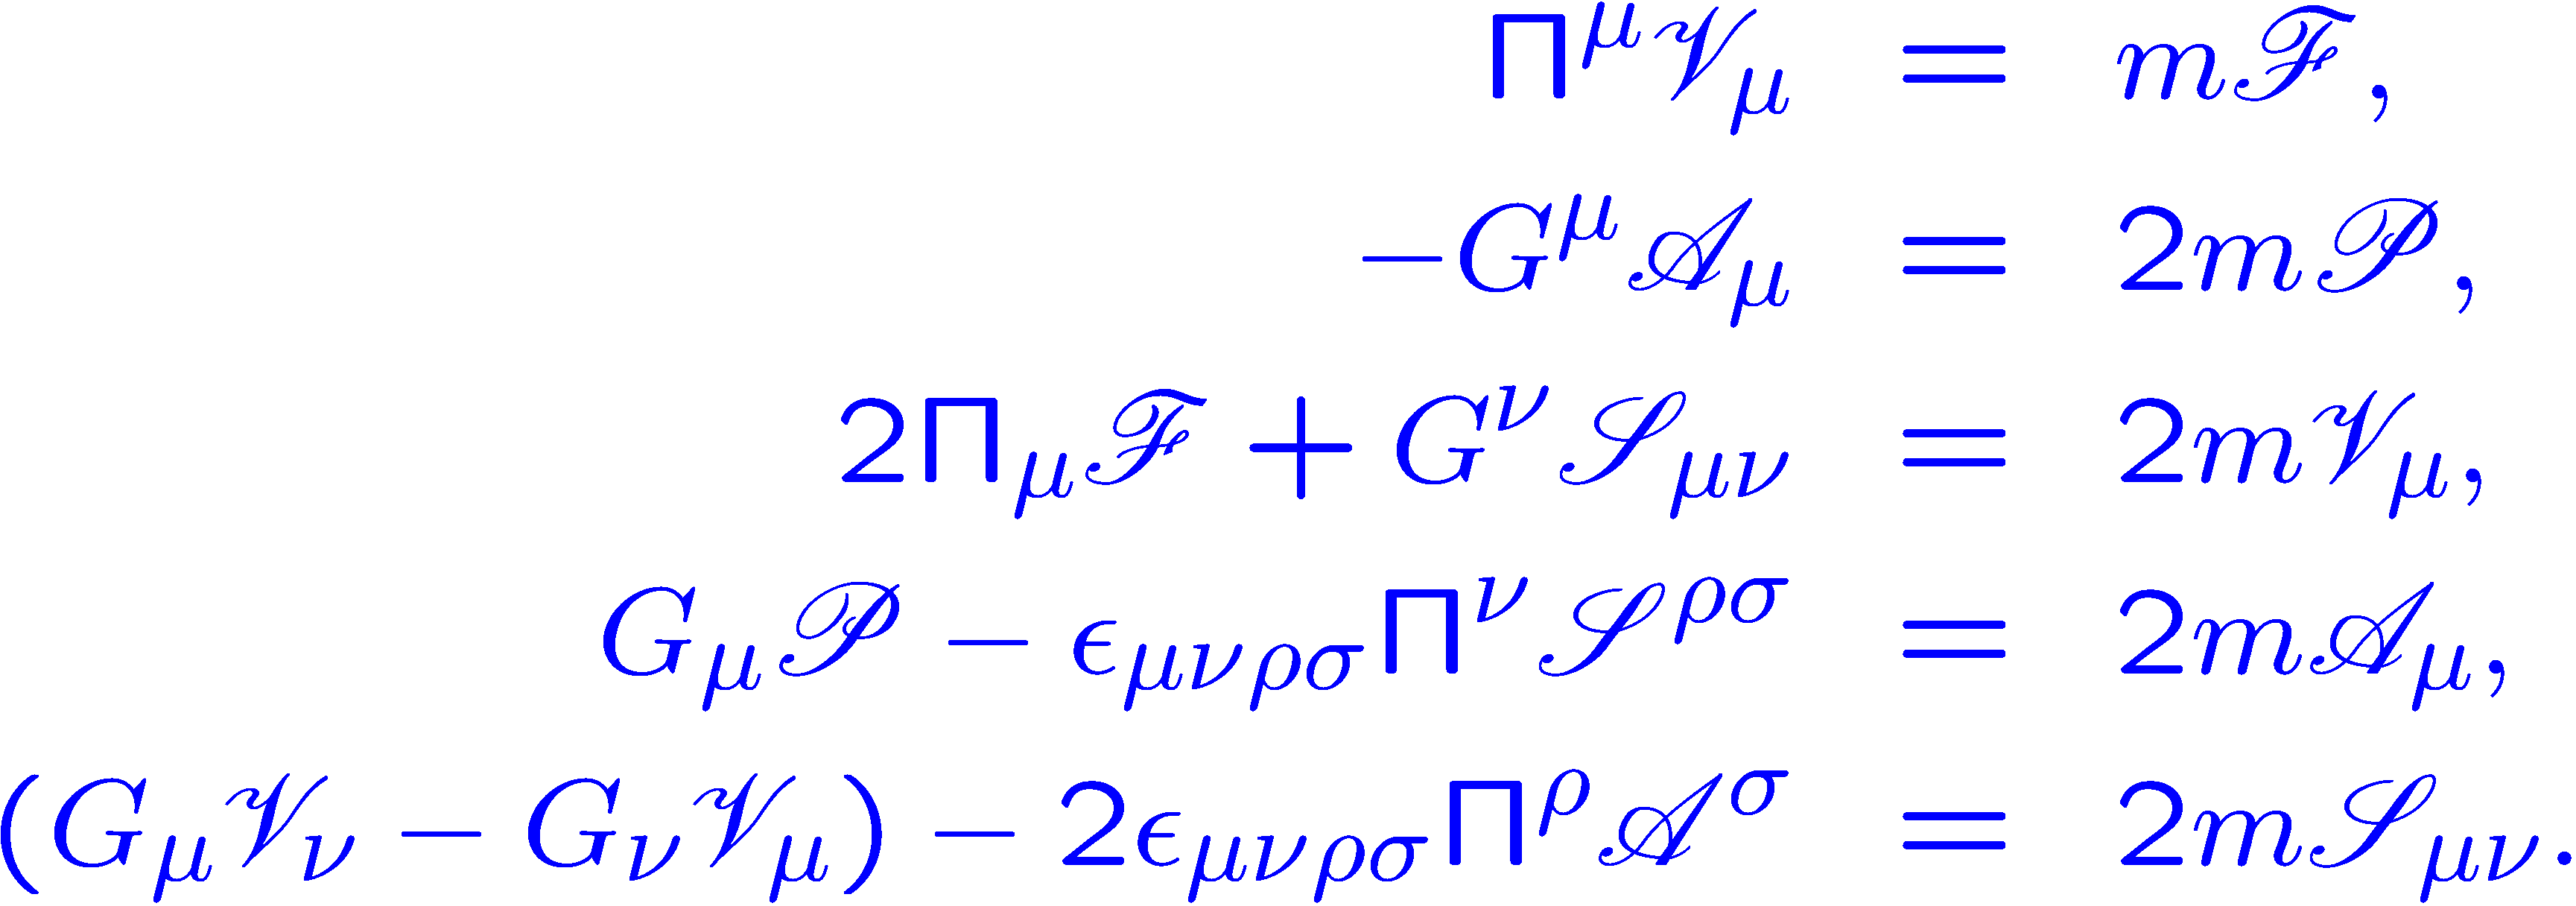 Π^μ 𝒱_μ = mℱ,
−G^μ 𝒜_μ = 2m𝒫,
2Π_μ ℱ + G^ν 𝒮_{μν} = 2m𝒱_μ,
G_μ 𝒫 − ϵ_{μνρσ} Π^ν 𝒮^{ρσ} = 2m𝒜_μ,
(G_μ 𝒱_ν − G_ν 𝒱_μ) − 2ϵ_{μνρσ} Π^ρ 𝒜^σ = 2m𝒮_{μν}.